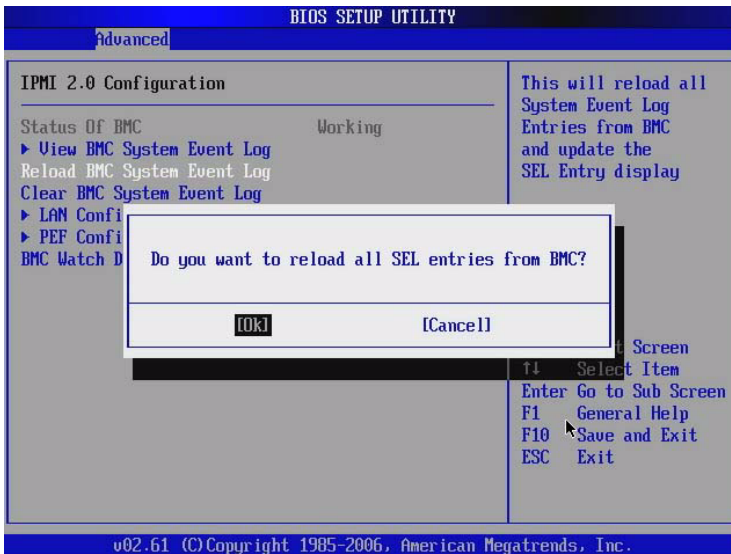 BIOS SETUP UTILITY
Advanced
IPMI 2.0 Configuration
Status Of BMC Working
▶ View BMC System Event Log
Reload BMC System Event Log
Clear BMC System Event Log
▶ LAN Confi
▶ PEF Confi
BMC Watch D
Do you want to reload all SEL entries from BMC?
[Ok] [Cancel]
This will reload all
System Event Log
Entries from BMC
and update the
SEL Entry display
t Screen
↑↓ Select Item
Enter Go to Sub Screen
F1 General Help
F10 Save and Exit
ESC Exit
v02.61 (C)Copyright 1985-2006, American Megatrends, Inc.